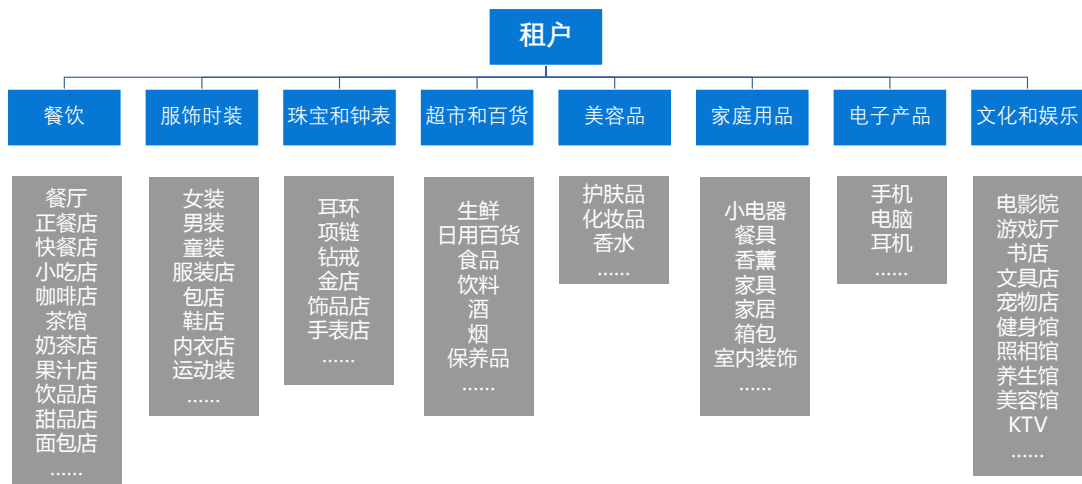 租户
餐饮
服饰时装
珠宝和钟表
超市和百货
美容品
家庭用品
电子产品
文化和娱乐
餐厅
正餐店
快餐店
小吃店
咖啡店
茶馆
奶茶店
果汁店
饮品店
甜品店
面包店
......
女装
男装
童装
服装店
包店
鞋店
内衣店
运动装
......
耳环
项链
钻戒
金店
饰品店
手表店
......
生鲜
日用百货
食品
饮料
酒
烟
保养品
......
护肤品
化妆品
香水
......
小电器
餐具
香薰
家具
家居
箱包
室内装饰
......
手机
电脑
耳机
......
电影院
游戏厅
书店
文具店
宠物店
健身馆
照相馆
养生馆
美容馆
KTV
......